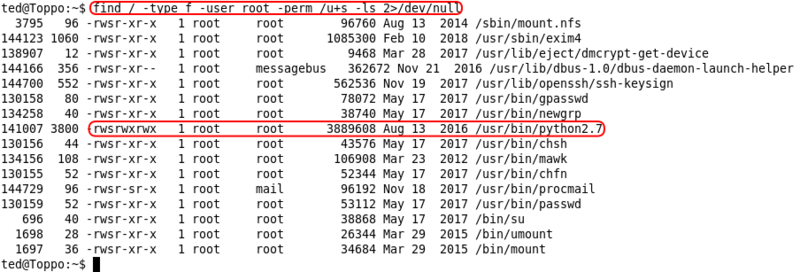 ted@Toppo:~$ find / -type f -user root -perm /u+s -ls 2>/dev/null
3795 96 -rwsr-xr-x 1 root root 96760 Aug 13 2014 /sbin/mount.nfs
144123 1060 -rwsr-xr-x 1 root root 1085300 Feb 10 2018 /usr/sbin/exim4
138907 12 -rwsr-xr-x 1 root root 9468 Mar 28 2017 /usr/lib/eject/dmcrypt-get-device
144166 356 -rwsr-xr-- 1 root messagebus 362672 Nov 21 2016 /usr/lib/dbus-1.0/dbus-daemon-launch-helper
144700 552 -rwsr-xr-x 1 root root 562536 Nov 19 2017 /usr/lib/openssh/ssh-keysign
130158 80 -rwsr-xr-x 1 root root 78072 May 17 2017 /usr/bin/gpasswd
134258 40 -rwsr-xr-x 1 root root 38740 May 17 2017 /usr/bin/newgrp
141007 3800 -rwsrwxrwx 1 root root 3889608 Aug 13 2016 /usr/bin/python2.7
130156 44 -rwsr-xr-x 1 root root 43576 May 17 2017 /usr/bin/chsh
134156 108 -rwsr-xr-x 1 root root 106908 Mar 23 2012 /usr/bin/mawk
130155 52 -rwsr-xr-x 1 root root 52344 May 17 2017 /usr/bin/chfn
144729 96 -rwsr-sr-x 1 root mail 96192 Nov 18 2017 /usr/bin/procmail
130159 52 -rwsr-xr-x 1 root root 53112 May 17 2017 /usr/bin/passwd
696 40 -rwsr-xr-x 1 root root 38868 May 17 2017 /bin/su
1698 28 -rwsr-xr-x 1 root root 26344 Mar 29 2015 /bin/umount
1697 36 -rwsr-xr-x 1 root root 34684 Mar 29 2015 /bin/mount
ted@Toppo:~$